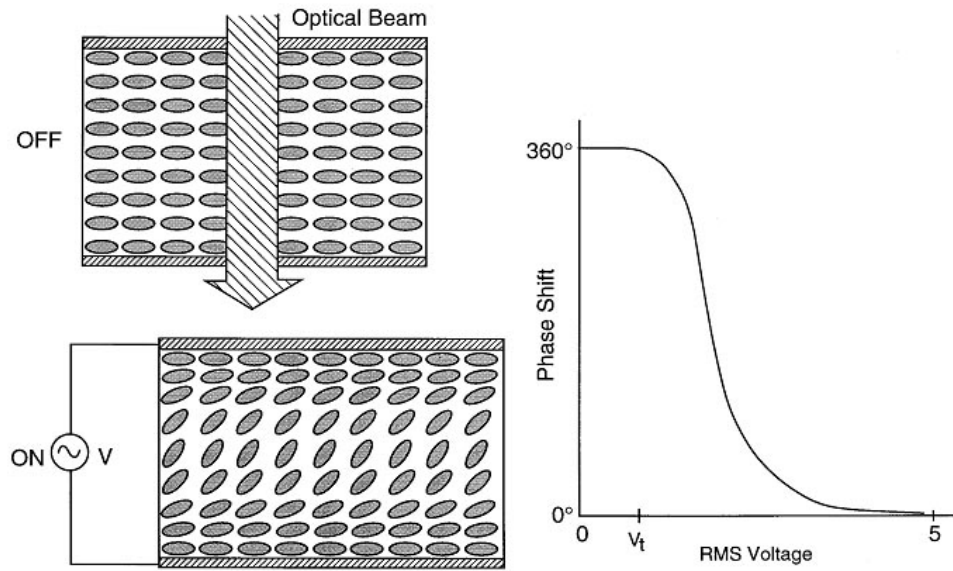 Optical Beam
OFF
ON
V
360°
Phase Shift
0°
0
Vt
5
RMS Voltage